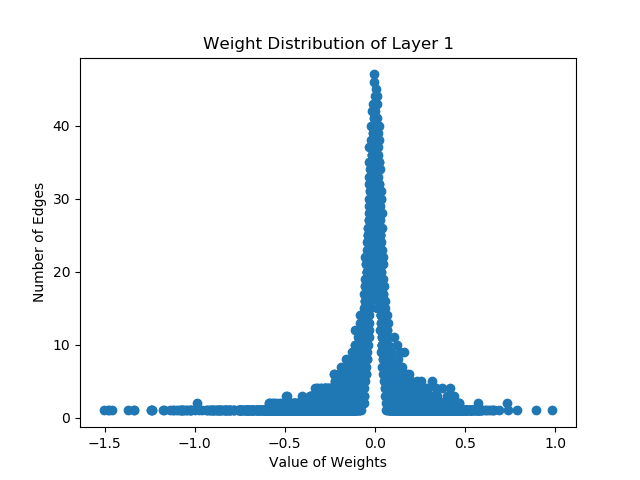 Weight Distribution of Layer 1
Number of Edges
40
30
20
10
0
−1.5 −1.0 −0.5 0.0 0.5 1.0
Value of Weights